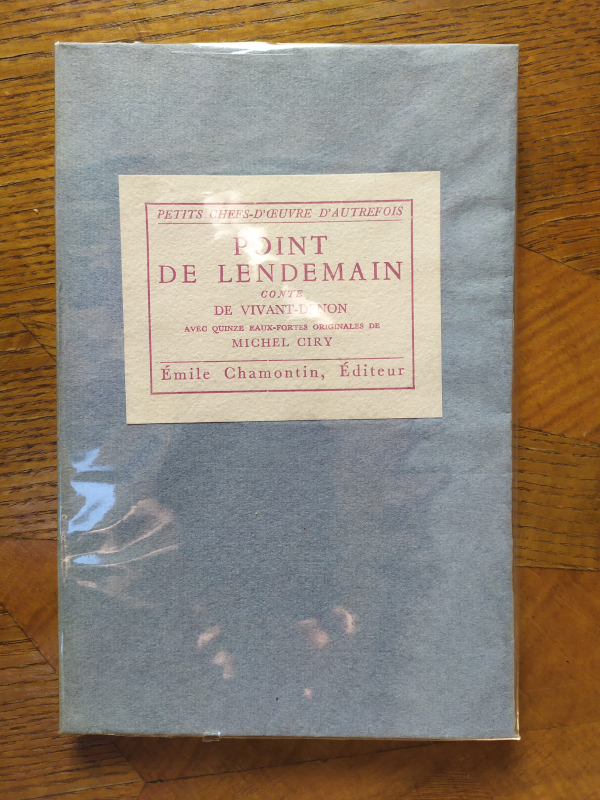 PETITS CHEFS-D'ŒUVRE D'AUTREFOIS
POINT
DE LENDEMAIN
CONTE
DE VIVANT-DENON
AVEC QUINZE EAUX-FORTES ORIGINALES DE
MICHEL CIRY
Émile Chamontin, Éditeur